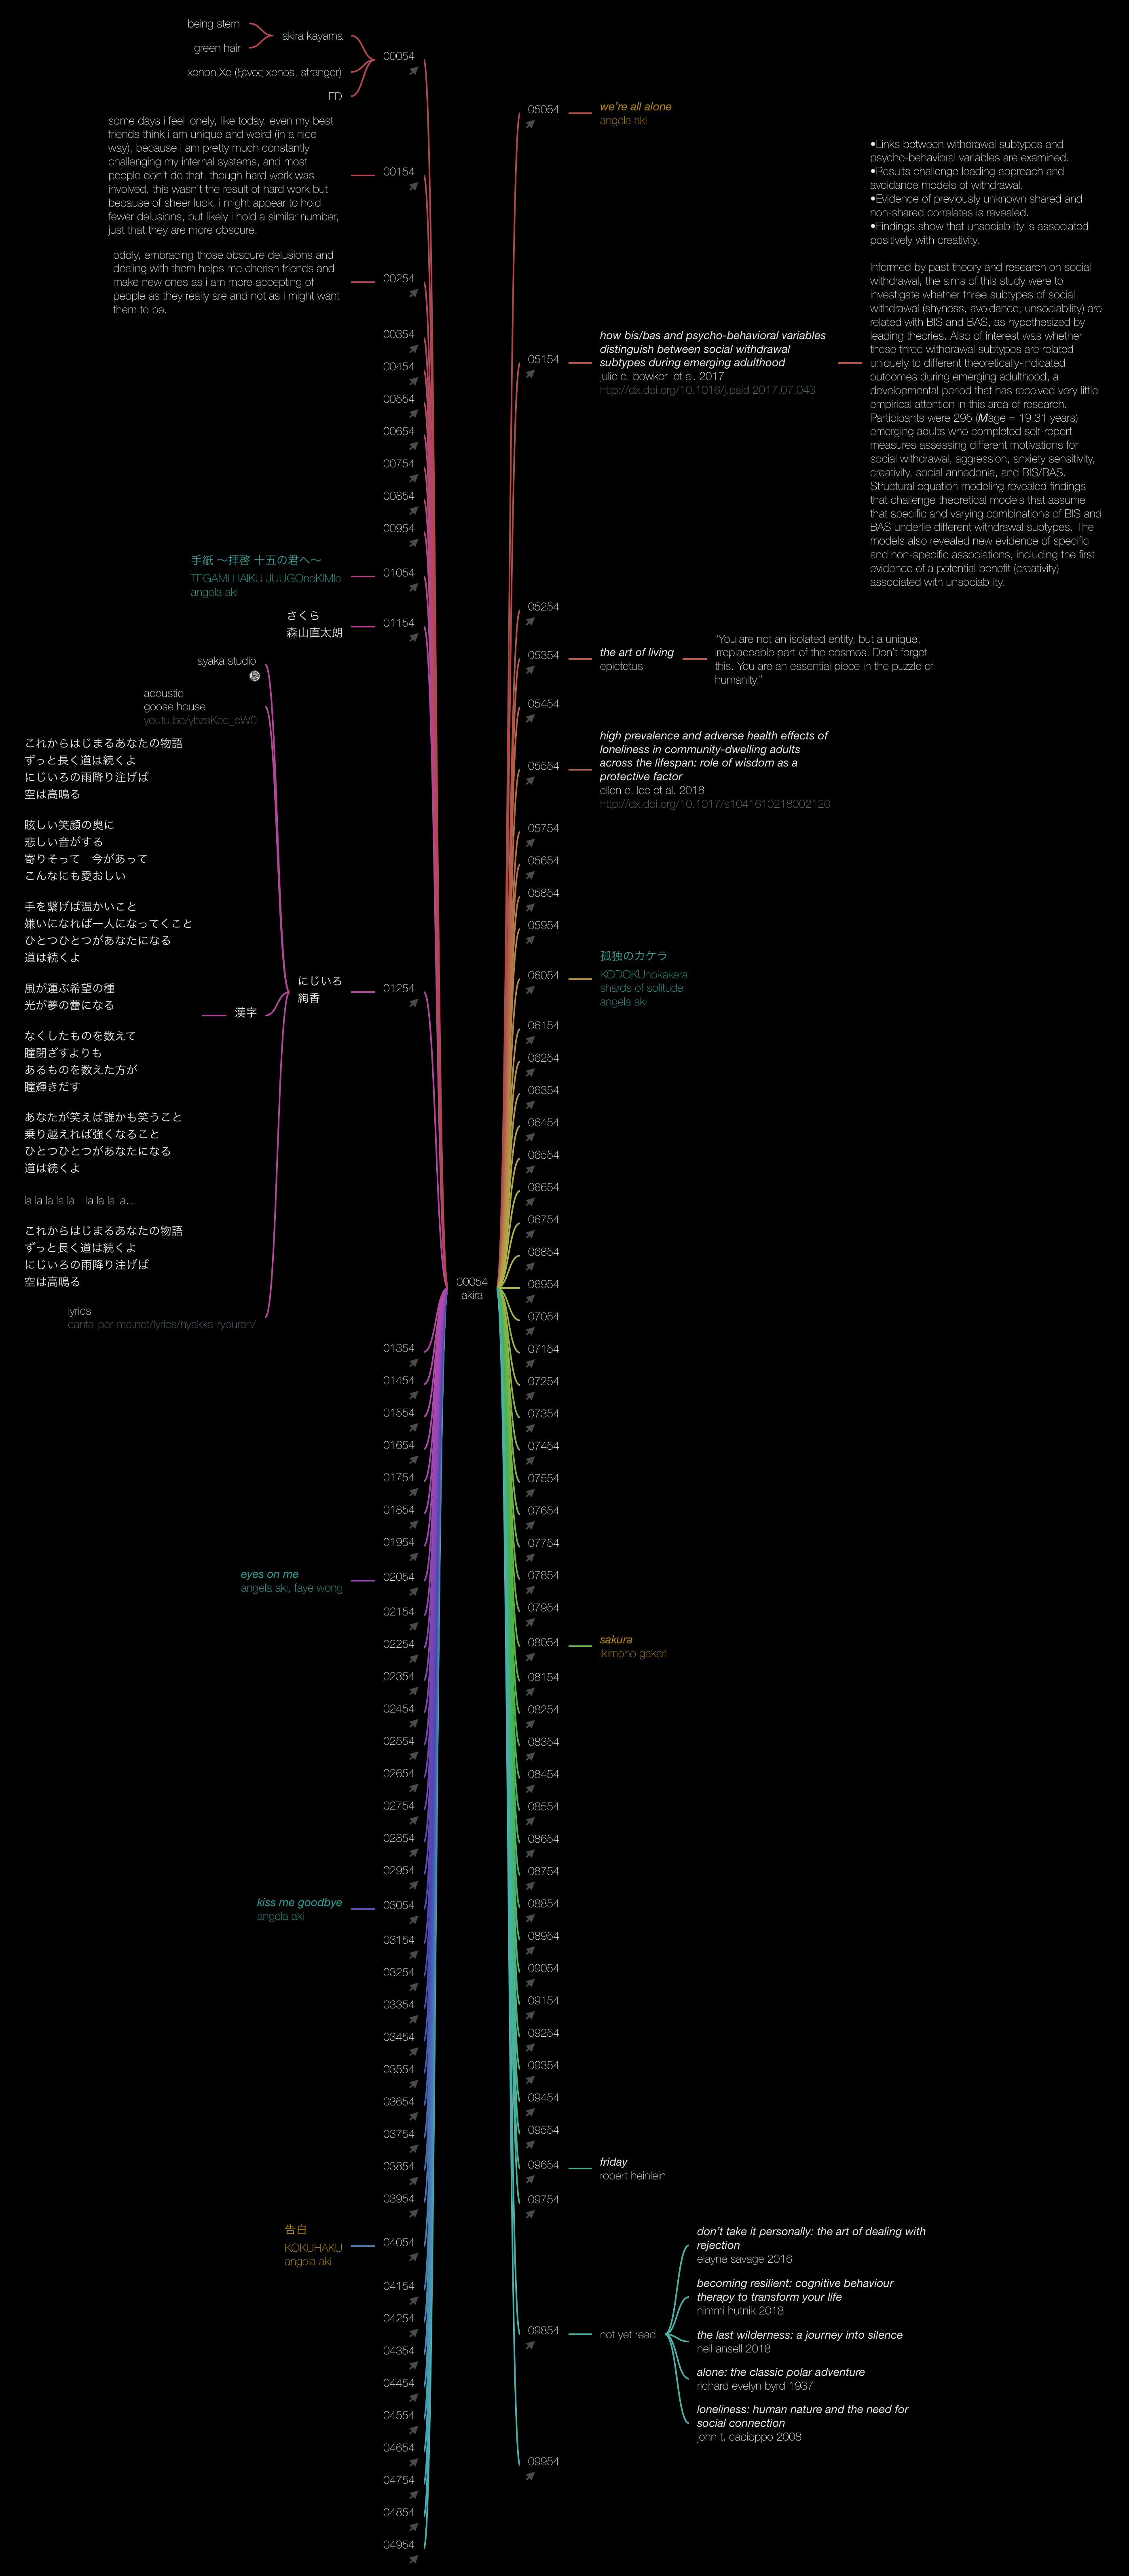 being stern
green hair
akira kayama
xenon Xe (ξένος xenos, stranger)
ED
00054
some days i feel lonely, like today. even my best
friends think i am unique and weird (in a nice
way), because i am pretty much constantly
challenging my internal systems, and most
people don't do that. though hard work was
involved, this wasn't the result of hard work but
because of sheer luck. i might appear to hold
fewer delusions, but likely i hold a similar number,
just that they are more obscure.
00154
oddly, embracing those obscure delusions and
dealing with them helps me cherish friends and
make new ones as i am more accepting of
people as they really are and not as i might want
them to be.
00254
00354
00454
00554
00654
00754
00854
00954
手紙 〜拝啓 十五の君へ〜
TEGAMI HAIKU JUUGOnoKIMIe
angela aki
01054
さくら
森山直太朗
01154
ayaka studio
acoustic
goose house
youtu.be/ybzsKec_cW0
これからはじまるあなたの物語
ずっと長く道は続くよ
にじいろの雨降り注げば
空は高鳴る
眩しい笑顔の奥に
悲しい音がする
寄りそって　今があって
こんなにも愛おしい
手を繋げば温かいこと
嫌いになれば一人になってくこと
ひとつひとつがあなたになる
道は続くよ
風が運ぶ希望の種
光が夢の蕾になる
なくしたものを数えて
瞳閉ざすよりも
あるものを数えた方が
瞳輝きだす
あなたが笑えば誰かも笑うこと
乗り越えれば強くなること
ひとつひとつがあなたになる
道は続くよ
la la la la la　la la la la…
これからはじまるあなたの物語
ずっと長く道は続くよ
にじいろの雨降り注げば
空は高鳴る
漢字
lyrics
canta-per-me.net/lyrics/hyakka-ryouran/
にじいろ
絢香
01254
01354
01454
01554
01654
01754
01854
01954
eyes on me
angela aki, faye wong
02054
02154
02254
02354
02454
02554
02654
02754
02854
02954
kiss me goodbye
angela aki
03054
03154
03254
03354
03454
03554
03654
03754
03854
03954
告白
KOKUHAKU
angela aki
04054
04154
04254
04354
04454
04554
04654
04754
04854
04954
00054
akira
05054
we're all alone
angela aki
05154
how bis/bas and psycho-behavioral variables
distinguish between social withdrawal
subtypes during emerging adulthood
julie c. bowker et al. 2017
http://dx.doi.org/10.1016/j.paid.2017.07.043
•Links between withdrawal subtypes and
psycho-behavioral variables are examined.
•Results challenge leading approach and
avoidance models of withdrawal.
•Evidence of previously unknown shared and
non-shared correlates is revealed.
•Findings show that unsociability is associated
positively with creativity.
Informed by past theory and research on social
withdrawal, the aims of this study were to
investigate whether three subtypes of social
withdrawal (shyness, avoidance, unsociability) are
related with BIS and BAS, as hypothesized by
leading theories. Also of interest was whether
these three withdrawal subtypes are related
uniquely to different theoretically-indicated
outcomes during emerging adulthood, a
developmental period that has received very little
empirical attention in this area of research.
Participants were 295 (Mage = 19.31 years)
emerging adults who completed self-report
measures assessing different motivations for
social withdrawal, aggression, anxiety sensitivity,
creativity, social anhedonia, and BIS/BAS.
Structural equation modeling revealed findings
that challenge theoretical models that assume
that specific and varying combinations of BIS and
BAS underlie different withdrawal subtypes. The
models also revealed new evidence of specific
and non-specific associations, including the first
evidence of a potential benefit (creativity)
associated with unsociability.
05254
05354
the art of living
epictetus
“You are not an isolated entity, but a unique,
irreplaceable part of the cosmos. Don't forget
this. You are an essential piece in the puzzle of
humanity.”
05454
05554
high prevalence and adverse health effects of
loneliness in community-dwelling adults
across the lifespan: role of wisdom as a
protective factor
ellen e. lee et al. 2018
http://dx.doi.org/10.1017/s1041610218002120
05754
05654
05854
05954
06054
孤独のカケラ
KODOKUnokakera
shards of solitude
angela aki
06154
06254
06354
06454
06554
06654
06754
06854
06954
07054
07154
07254
07354
07454
07554
07654
07754
07854
07954
08054
sakura
ikimono gakari
08154
08254
08354
08454
08554
08654
08754
08854
08954
09054
09154
09254
09354
09454
09554
09654
friday
robert heinlein
09754
09854
not yet read
don't take it personally: the art of dealing with
rejection
elayne savage 2016
becoming resilient: cognitive behaviour
therapy to transform your life
nimmi hutnik 2018
the last wilderness: a journey into silence
neil ansell 2018
alone: the classic polar adventure
richard evelyn byrd 1937
loneliness: human nature and the need for
social connection
john t. cacioppo 2008
09954